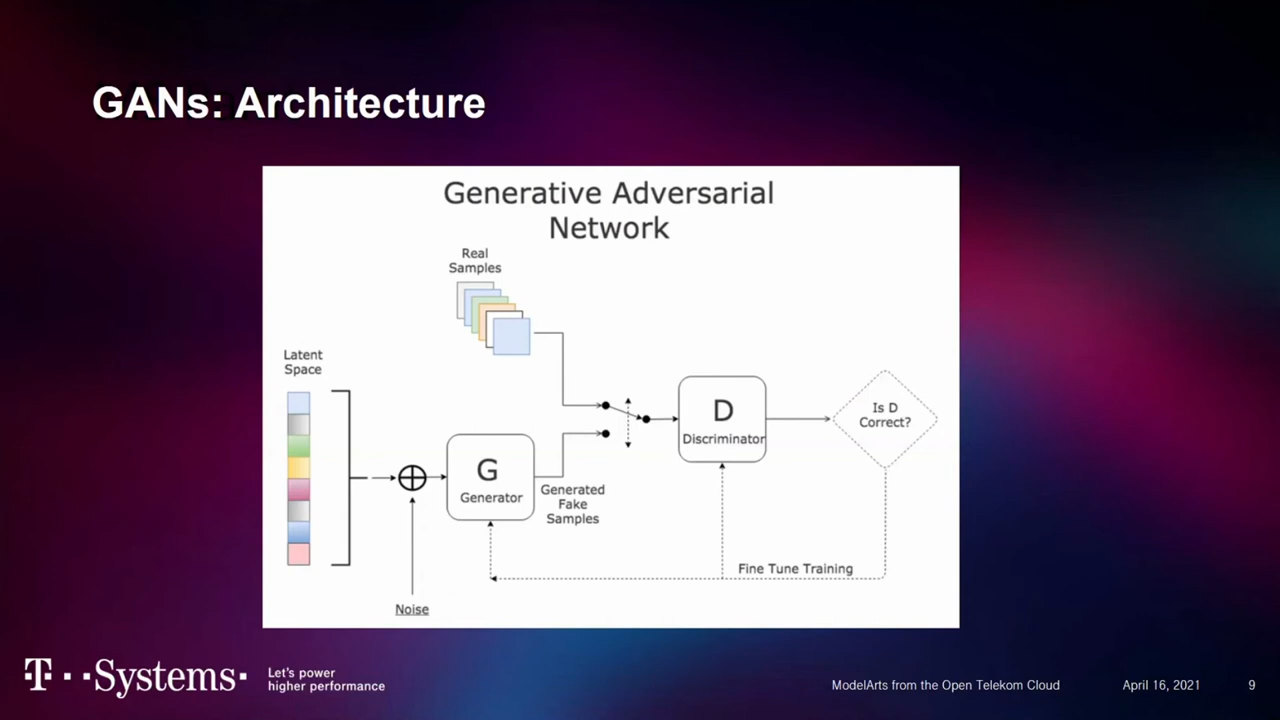 GANs: Architecture
Generative Adversarial
Network
Real
Samples
Latent
Space
G
Generator
Generated
Fake
Samples
Noise
D
Discriminator
Is D
Correct?
Fine Tune Training
T··Systems·
Let's power
higher performance
ModelArts from the Open Telekom Cloud
April 16, 2021
9